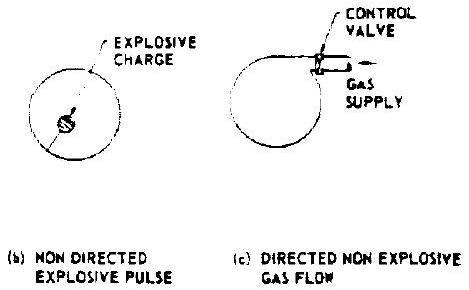 EXPLOSIVE
CHARGE
CONTROL
VALVE
GAS
SUPPLY
(b) NON DIRECTED
EXPLOSIVE PULSE
(c) DIRECTED NON EXPLOSIVE
GAS FLOW